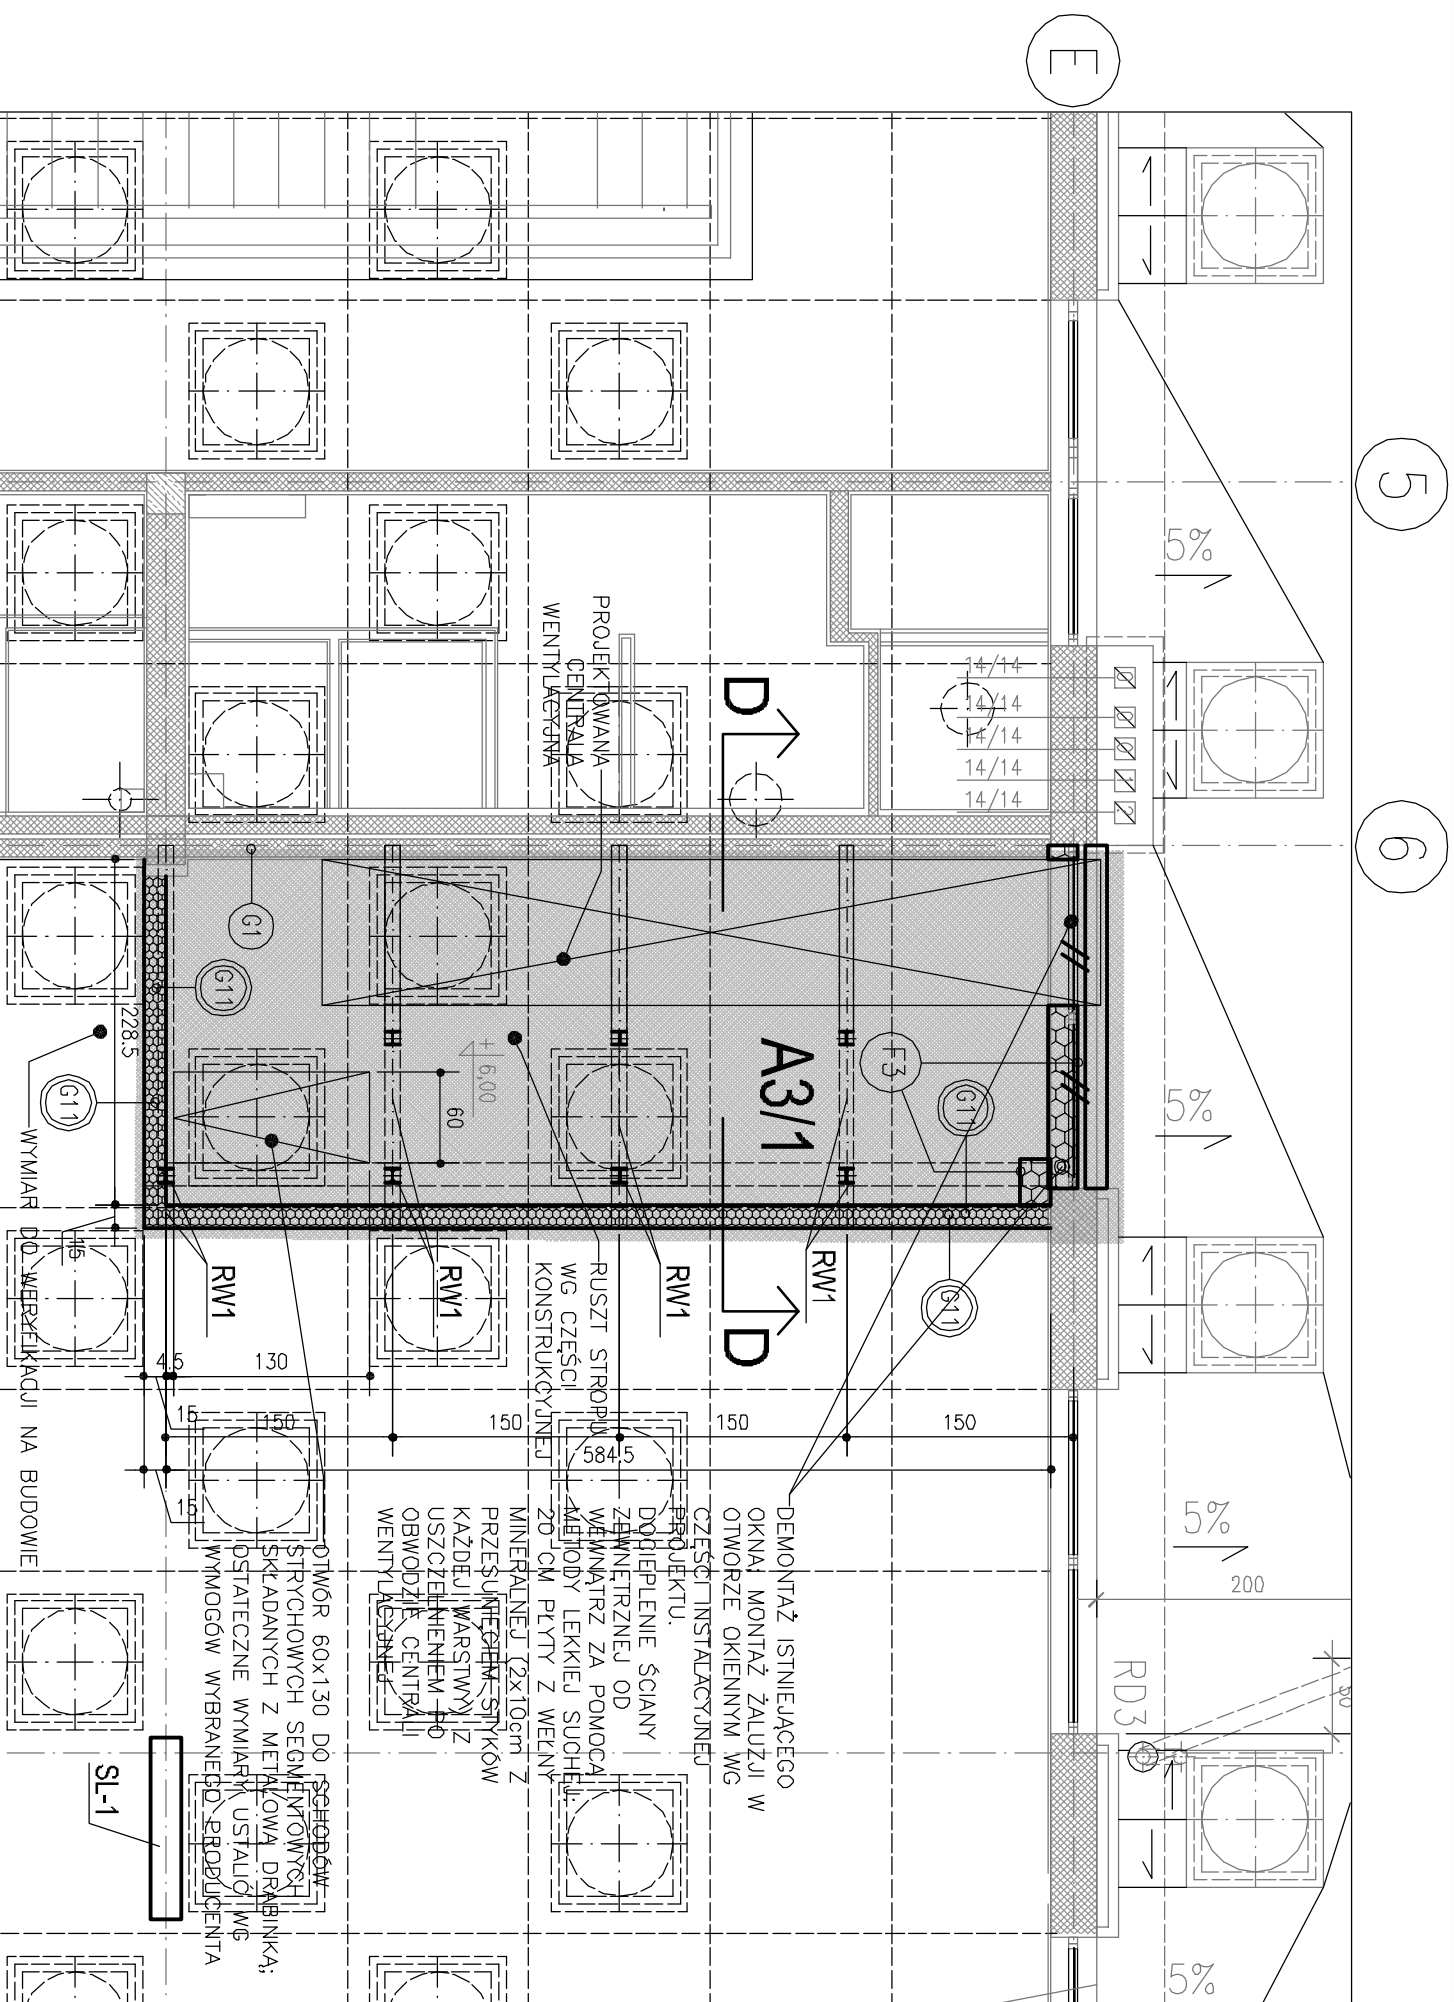 E
5
6
5%
5%
5%
5%
14/14
14/14
14/14
14/14
14/14
PROJEKTOWANA
CENTRALA
WENTYLACYJNA
D
D
A3/1
G1
G11
G11
G11
G11
F3
+ 6,00
60
228.5
15
RW1
RW1
RW1
RW1
RUSZT STROPU
WG CZĘŚCI
KONSTRUKCYJNEJ
WYMIAR DO WERYFIKACJI NA BUDOWIE
4.5
130
15
150
150
150
150
584.5
15
200
RD3
DEMONTAŻ ISTNIEJĄCEGO
OKNA; MONTAŻ ŻALUZJI W
OTWORZE OKIENNYM WG
CZĘŚCI INSTALACYJNEJ
PROJEKTU.
DOCIEPLENIE ŚCIANY
ZEWNĘTRZNEJ OD
WEWNĄTRZ ZA POMOCĄ
METODY LEKKIEJ SUCHEJ;
20 CM PŁYTY Z WEŁNY
MINERALNEJ (2x10cm Z
PRZESUNIĘCIEM STYKÓW
KAŻDEJ WARSTWY) Z
USZCZELNIENIEM PO
OBWODZIE CENTRALI
WENTYLACYJNEJ
OTWÓR 60x130 DO SCHODÓW
STRYCHOWYCH SEGMENTOWYCH
SKŁADANYCH Z METALOWĄ DRABINKĄ;
OSTATECZNE WYMIARY USTALIĆ WG
WYMOGÓW WYBRANEGO PRODUCENTA
SL-1